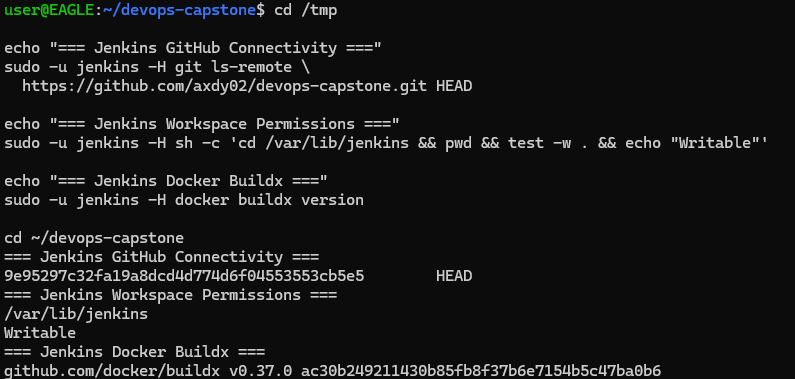 user@EAGLE:~/devops-capstone$ cd /tmp
echo "=== Jenkins GitHub Connectivity ==="
sudo -u jenkins -H git ls-remote \
  https://github.com/axdy02/devops-capstone.git HEAD
echo "=== Jenkins Workspace Permissions ==="
sudo -u jenkins -H sh -c 'cd /var/lib/jenkins && pwd && test -w . && echo "Writable"'
echo "=== Jenkins Docker Buildx ==="
sudo -u jenkins -H docker buildx version
cd ~/devops-capstone
=== Jenkins GitHub Connectivity ===
9e95297c32fa19a8dcd4d774d6f04553553cb5e5        HEAD
=== Jenkins Workspace Permissions ===
/var/lib/jenkins
Writable
=== Jenkins Docker Buildx ===
github.com/docker/buildx v0.37.0 ac30b249211430b85fb8f37b6e7154b5c47ba0b6